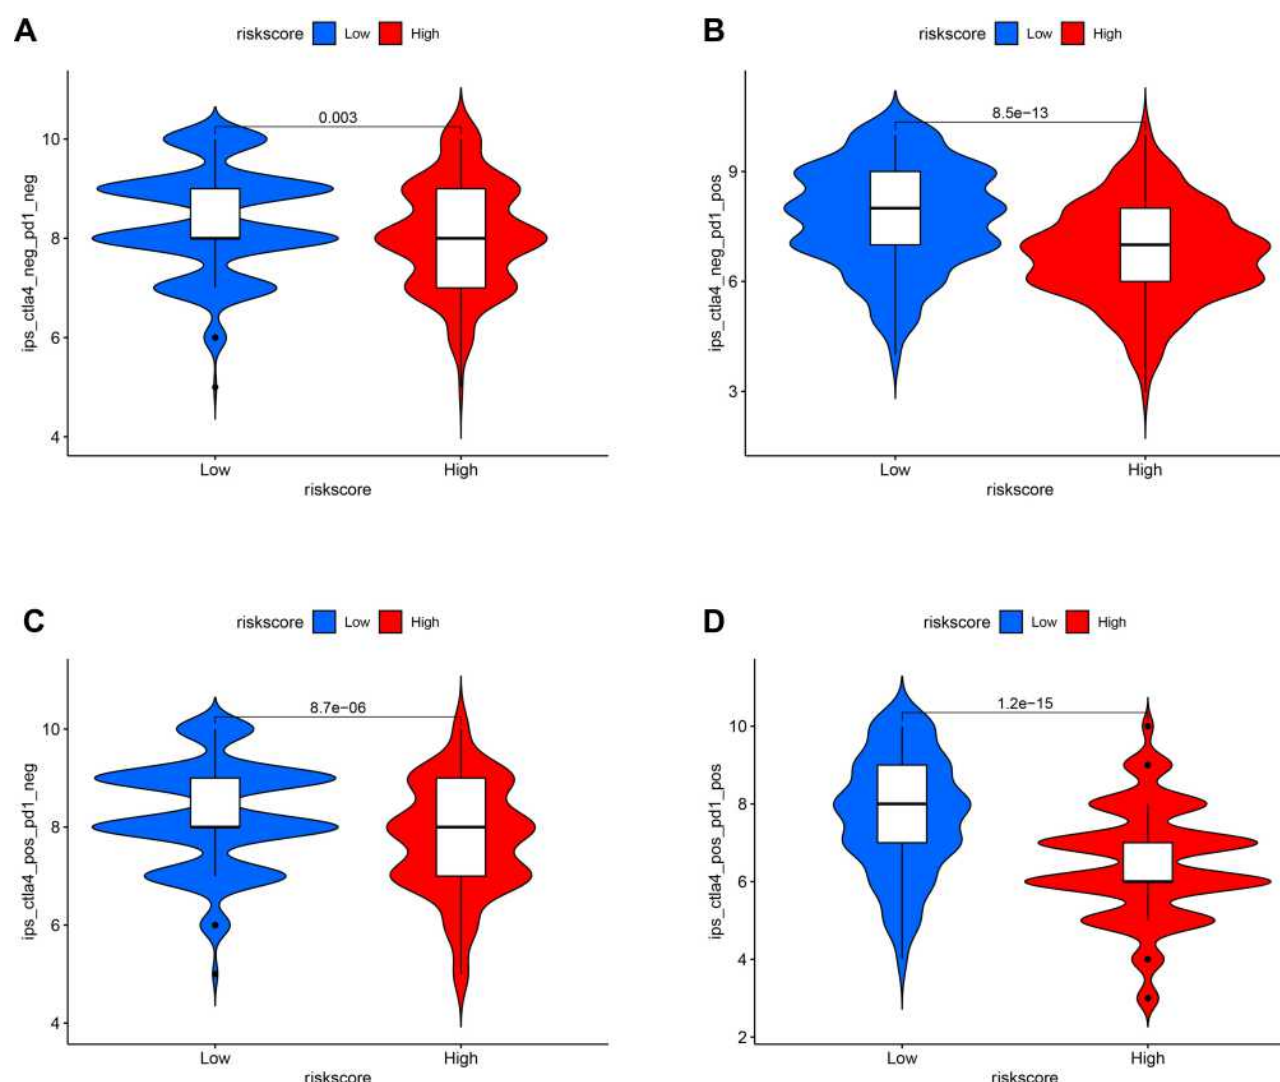 A
riskscore Low High
ips_ctla4_neg_pd1_neg
10
8
6
4
0.003
Low High
riskscore
B
riskscore Low High
ips_ctla4_neg_pd1_pos
9
6
3
8.5e−13
Low High
riskscore
C
riskscore Low High
ips_ctla4_pos_pd1_neg
10
8
6
4
8.7e−06
Low High
riskscore
D
riskscore Low High
ips_ctla4_pos_pd1_pos
10
8
6
4
2
1.2e−15
Low High
riskscore